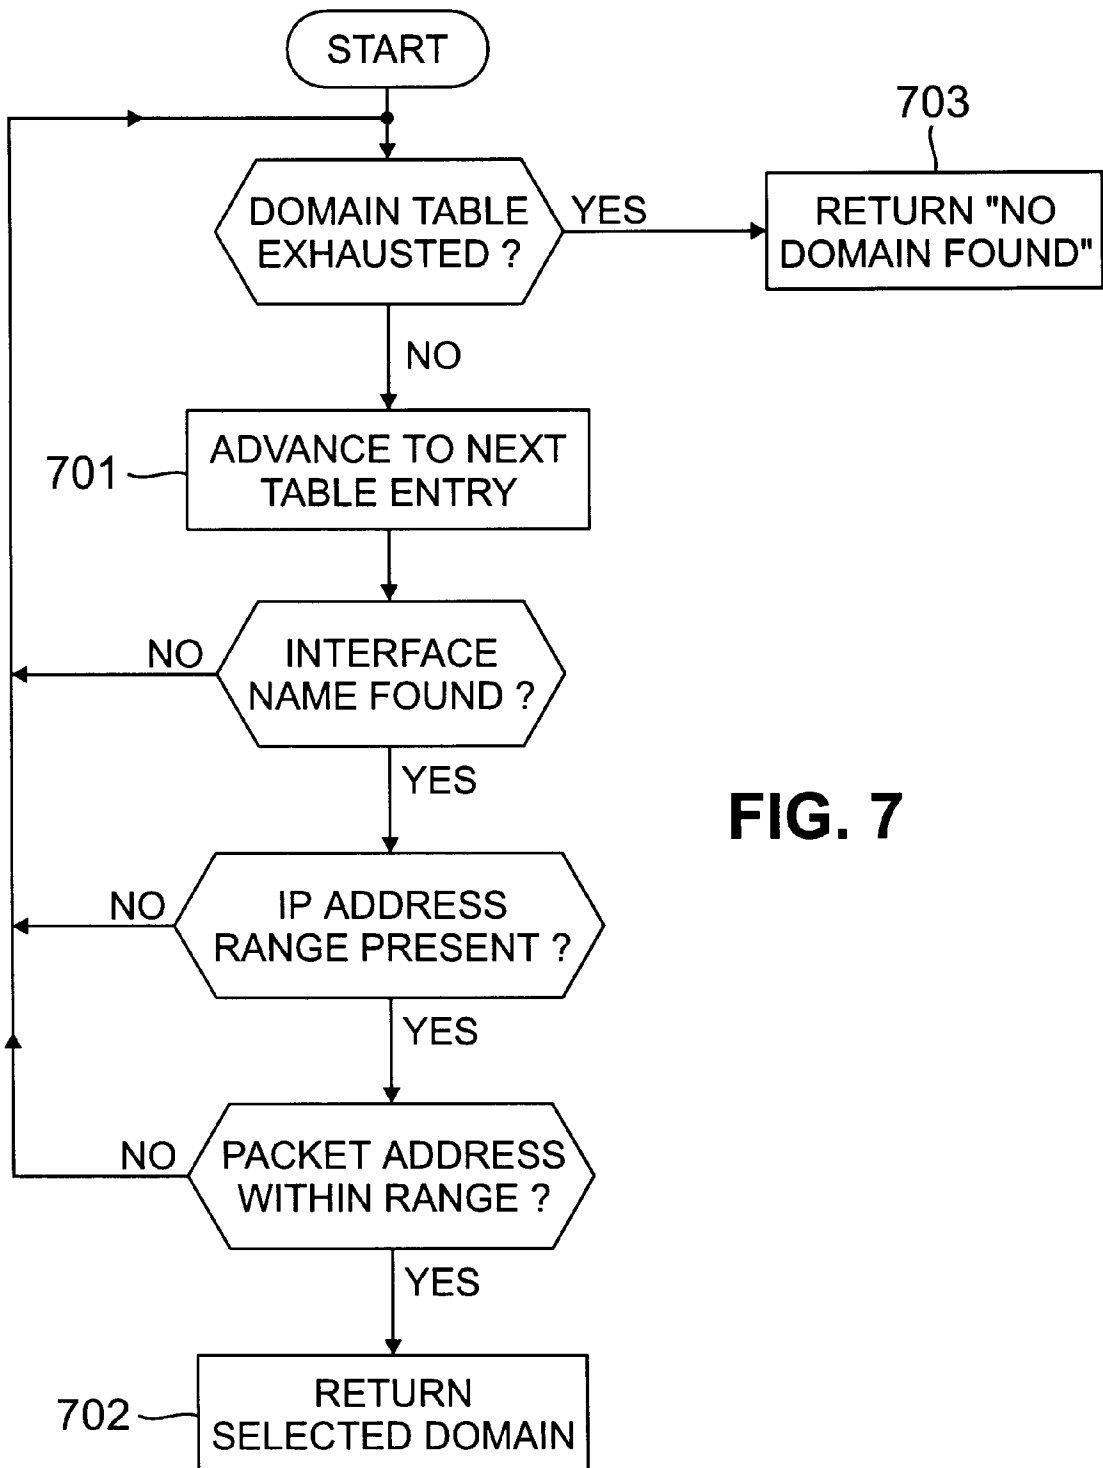 START
703
DOMAIN TABLE
EXHAUSTED ?
YES
RETURN "NO
DOMAIN FOUND"
NO
701
ADVANCE TO NEXT
TABLE ENTRY
NO
INTERFACE
NAME FOUND ?
YES
FIG. 7
NO
IP ADDRESS
RANGE PRESENT ?
YES
NO
PACKET ADDRESS
WITHIN RANGE ?
YES
702
RETURN
SELECTED DOMAIN